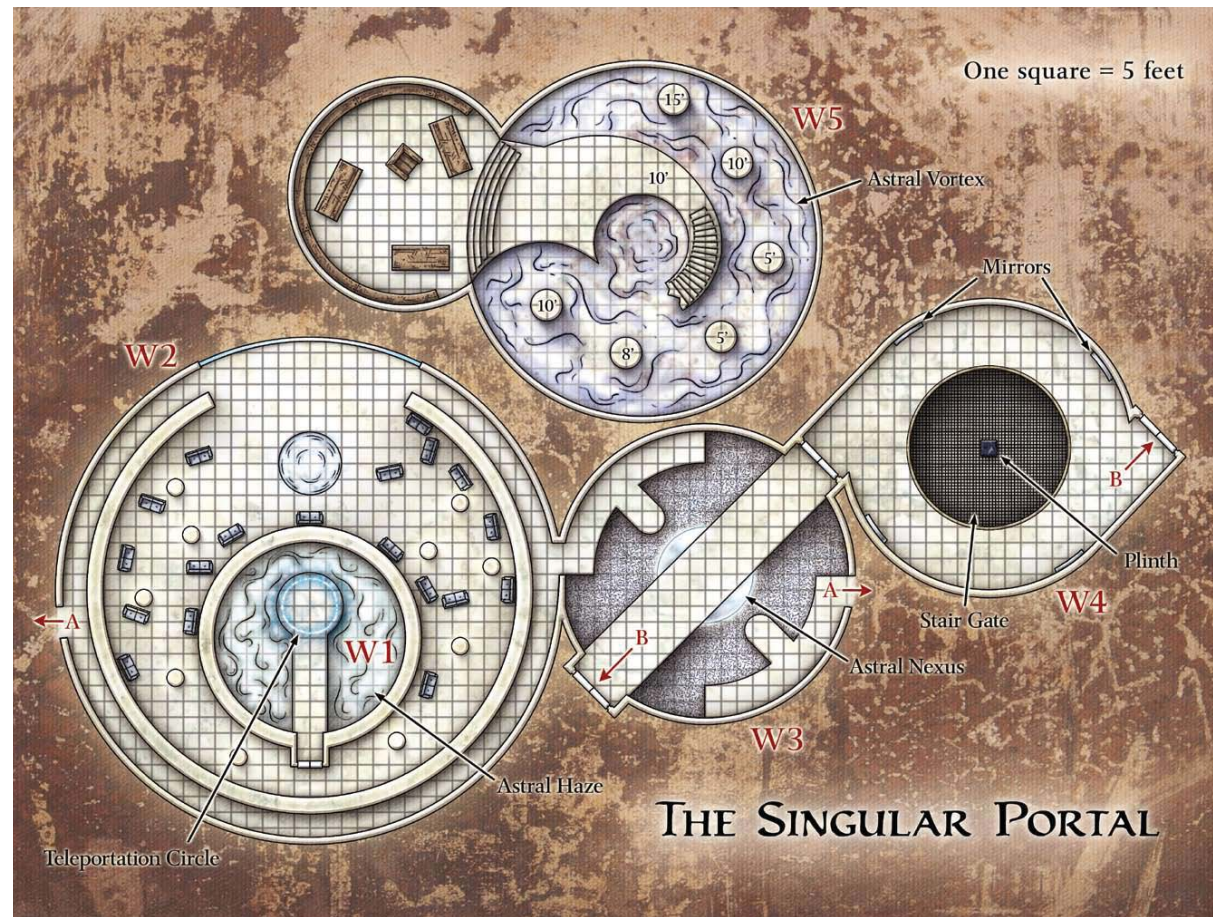 One square = 5 feet
W5
15'
10'
10'
Astral Vortex
5'
10'
5'
8'
Mirrors
W2
B
Plinth
W4
Stair Gate
A
A
W1
B
Astral Nexus
W3
Astral Haze
The Singular Portal
Teleportation Circle